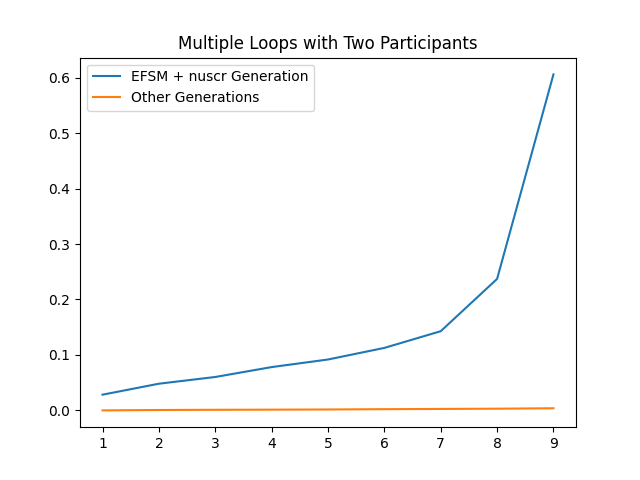 Multiple Loops with Two Participants
EFSM + nuscr Generation
Other Generations
0.6
0.5
0.4
0.3
0.2
0.1
0.0
1 2 3 4 5 6 7 8 9